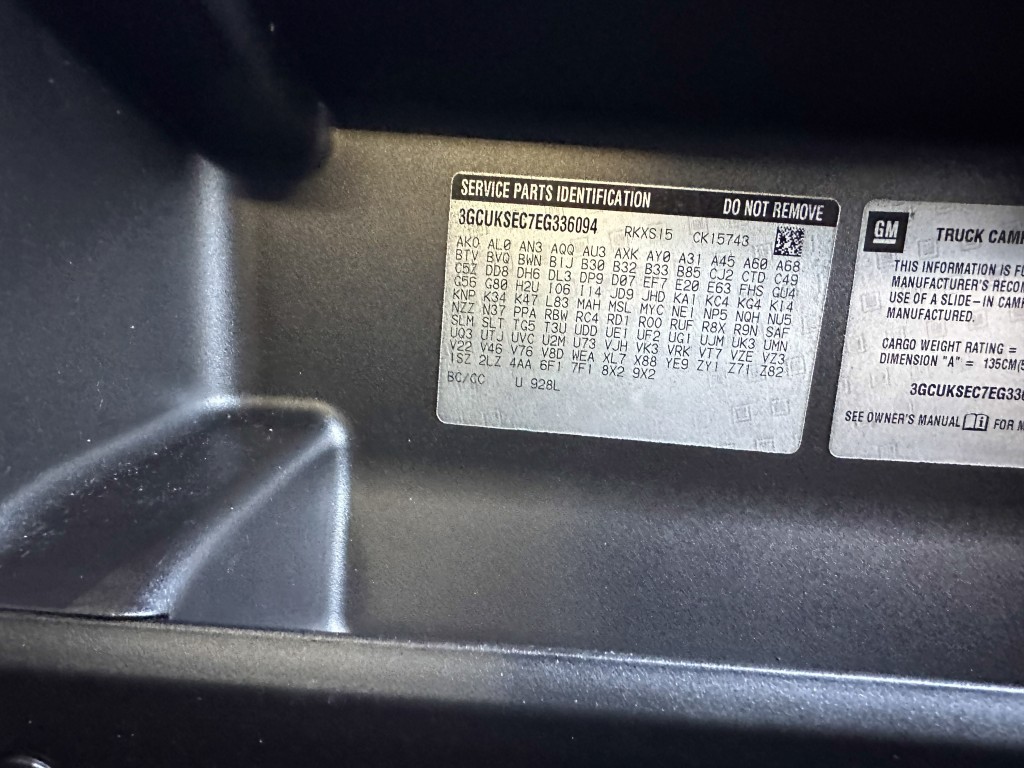 SERVICE PARTS IDENTIFICATION DO NOT REMOVE
3GCUKSEC7EG336094 RKXS15 CK15743
AKO AL0 AN3 AQQ AU3 AXK AY0 A31 A45 A60 A68
BTV BVQ BWN B1J B30 B32 B33 B85 CJ2 CTD C49
C5Z DD8 DH6 DL3 DP9 D07 EF7 E20 E63 FHS GU4
G56 G80 H2U I06 I14 JD9 JHD KA1 KC4 KG4 K14
KNP K34 K47 L83 MAH MSL MYC NE1 NP5 NQH NU5
NZZ N37 PPA RBW RC4 RD1 R00 RUF R8X R9N SAF
SLM SLT TG5 T3U UDD UE1 UF2 UG1 UJM UK3 UMN
UQ3 UTJ UVC U2M U73 VJH VK3 VRK VT7 VZE VZ3
V22 V46 V76 V8D WEA XL7 X88 YE9 ZY1 Z71 Z82
1SZ 2LZ 4AA 6F1 7F1 8X2 9X2
BC/CC U 928L
GM TRUCK CAMP
THIS INFORMATION IS F
MANUFACTURER'S RECO
USE OF A SLIDE-IN CAM
MANUFACTURED.
CARGO WEIGHT RATING =
DIMENSION "A" = 135CM(5
3GCUKSEC7EG336
SEE OWNER'S MANUAL FOR M